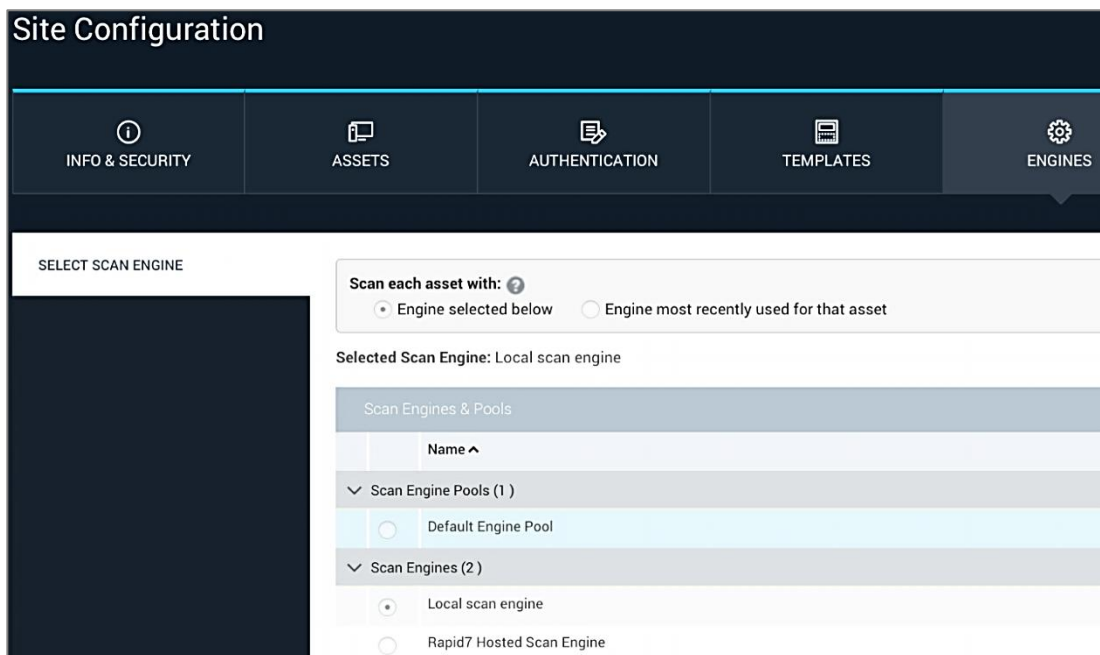 Site Configuration
INFO & SECURITY
ASSETS
AUTHENTICATION
TEMPLATES
ENGINES
SELECT SCAN ENGINE
Scan each asset with: ?
Engine selected below
Engine most recently used for that asset
Selected Scan Engine: Local scan engine
Scan Engines & Pools
Name
Scan Engine Pools (1 )
Default Engine Pool
Scan Engines (2 )
Local scan engine
Rapid7 Hosted Scan Engine